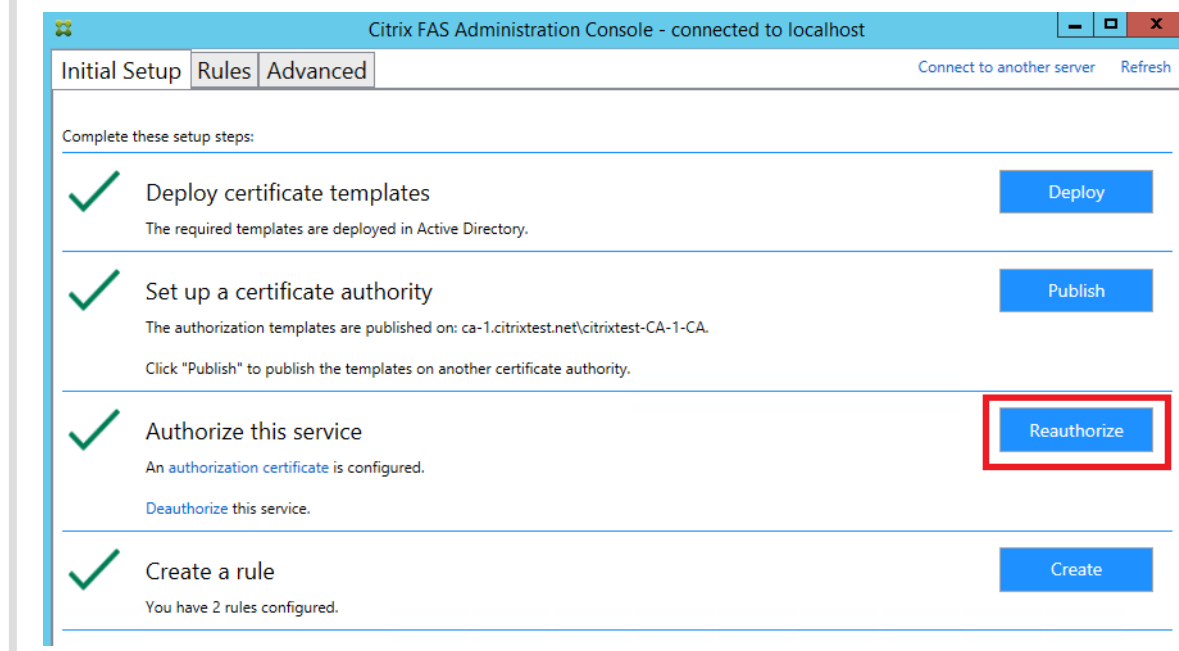 Citrix FAS Administration Console - connected to localhost
Initial Setup Rules Advanced Connect to another server Refresh
Complete these setup steps:
Deploy certificate templates
Deploy
The required templates are deployed in Active Directory.
Set up a certificate authority
Publish
The authorization templates are published on: ca-1.citrixtest.net\citrixtest-CA-1-CA.
Click "Publish" to publish the templates on another certificate authority.
Authorize this service
Reauthorize
An authorization certificate is configured.
Deauthorize this service.
Create a rule
Create
You have 2 rules configured.